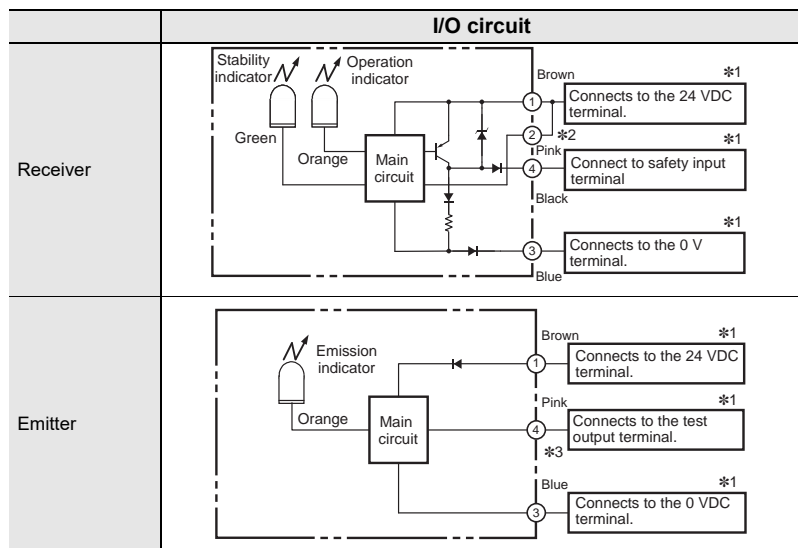 I/O circuit
Receiver
Stability
indicator
Operation
indicator
Green
Orange
Main
circuit
Brown
1
2
✻2
Pink
4
Black
3
Blue
✻1
Connects to the 24 VDC
terminal.
✻1
Connect to safety input
terminal
✻1
Connects to the 0 V
terminal.
Emitter
Emission
indicator
Orange
Main
circuit
Brown
1
Pink
4
✻3
Blue
3
✻1
Connects to the 24 VDC
terminal.
✻1
Connects to the test
output terminal.
✻1
Connects to the 0 VDC
terminal.